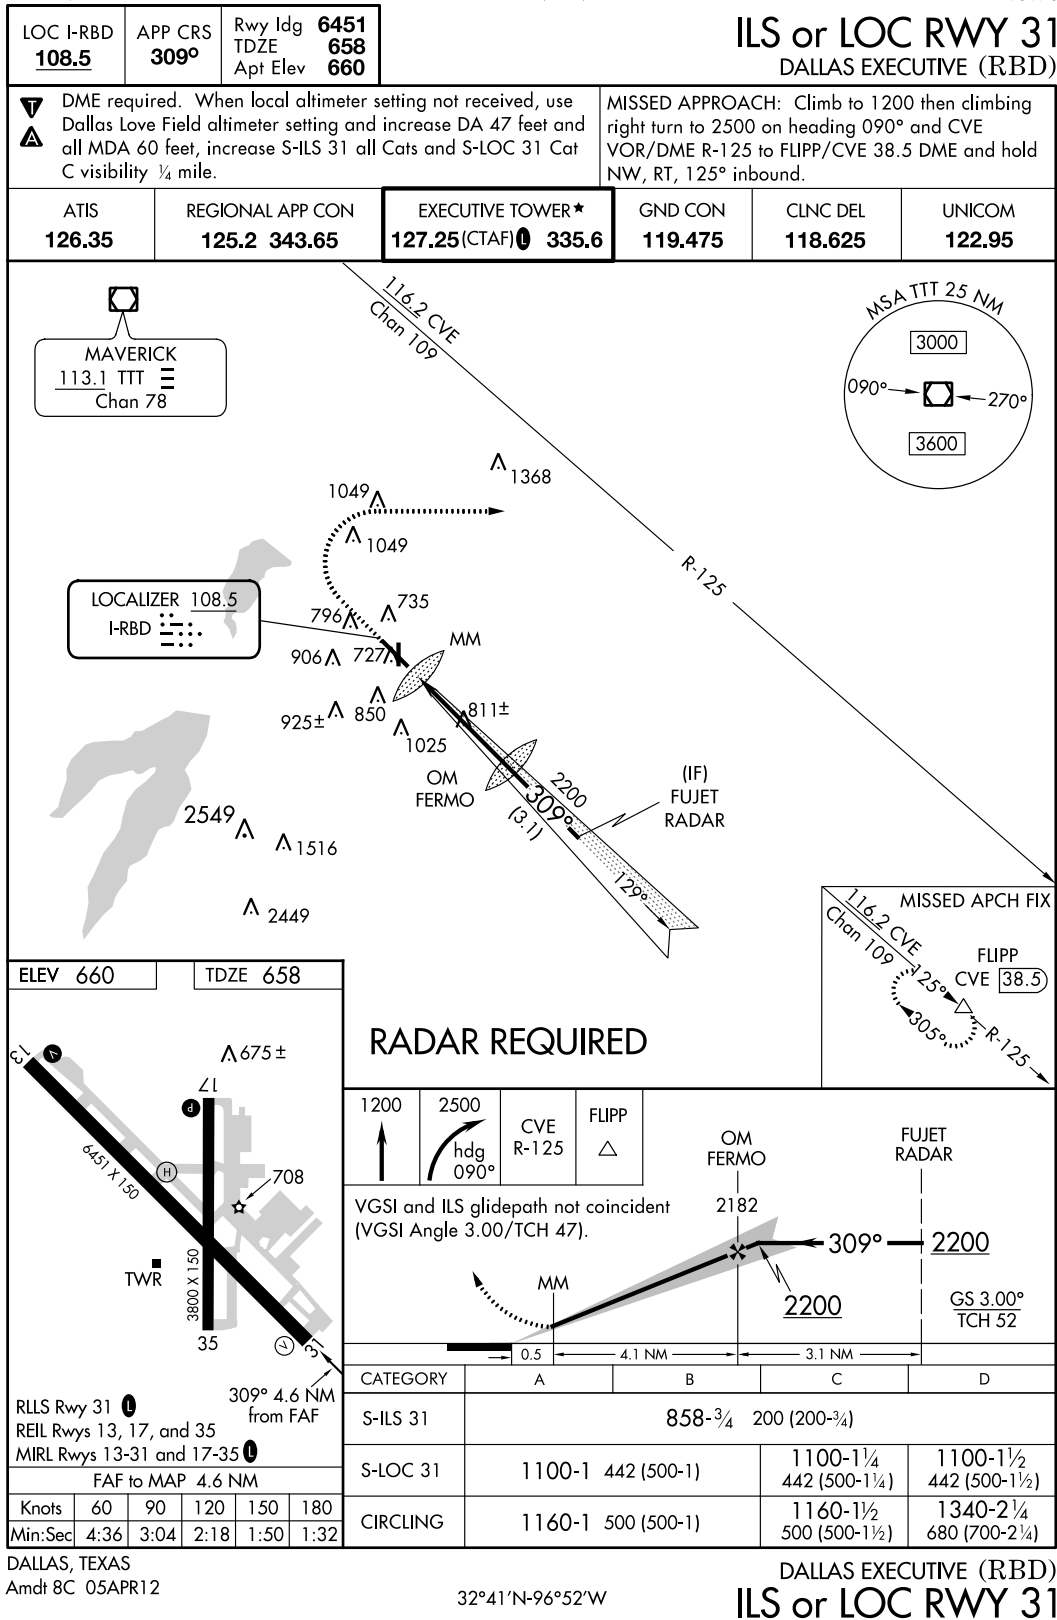 ILS or LOC RWY 31
DALLAS EXECUTIVE (RBD)
LOC I-RBD
108.5
APP CRS
309°
Rwy Idg 6451
TDZE 658
Apt Elev 660
T
A
DME required. When local altimeter setting not received, use
Dallas Love Field altimeter setting and increase DA 47 feet and
all MDA 60 feet, increase S-ILS 31 all Cats and S-LOC 31 Cat
C visibility ¼ mile.
MISSED APPROACH: Climb to 1200 then climbing
right turn to 2500 on heading 090° and CVE
VOR/DME R-125 to FLIPP/CVE 38.5 DME and hold
NW, RT, 125° inbound.
ATIS
126.35
REGIONAL APP CON
125.2 343.65
EXECUTIVE TOWER★
127.25 (CTAF) L 335.6
GND CON
119.475
CLNC DEL
118.625
UNICOM
122.95
MAVERICK
113.1 TTT
Chan 78
116.2 CVE
Chan 109
R-125
MSA TTT 25 NM
3000
090°
270°
3600
1368
1049
1049
LOCALIZER 108.5
I-RBD
796
735
906
727
MM
925±
850
811±
1025
OM
FERMO
2200
309°
(3.1)
(IF)
FUJET
RADAR
129°
2549
1516
2449
MISSED APCH FIX
116.2 CVE
Chan 109
FLIPP
CVE 38.5
125°
305°
R-125
RADAR REQUIRED
ELEV 660
TDZE 658
13
V
675±
17
P
6451 X 150
H
708
TWR
3800 X 150
35
V
31
309° 4.6 NM
from FAF
RLLS Rwy 31 L
REIL Rwys 13, 17, and 35
MIRL Rwys 13-31 and 17-35 L
FAF to MAP 4.6 NM
Knots 60 90 120 150 180
Min:Sec 4:36 3:04 2:18 1:50 1:32
1200
2500
hdg
090°
CVE
R-125
FLIPP
VGSI and ILS glidepath not coincident
(VGSI Angle 3.00/TCH 47).
OM
FERMO
2182
FUJET
RADAR
309°
2200
2200
MM
GS 3.00°
TCH 52
0.5
4.1 NM
3.1 NM
CATEGORY A B C D
S-ILS 31 858-¾ 200 (200-¾)
S-LOC 31 1100-1 442 (500-1)
1100-1¼
442 (500-1¼)
1100-1½
442 (500-1½)
CIRCLING 1160-1 500 (500-1)
1160-1½
500 (500-1½)
1340-2¼
680 (700-2¼)
DALLAS, TEXAS
Amdt 8C 05APR12
32°41'N-96°52'W
DALLAS EXECUTIVE (RBD)
ILS or LOC RWY 31